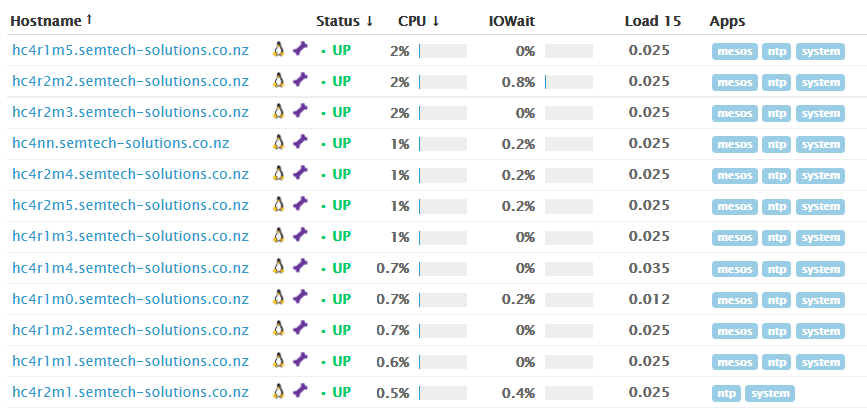 Hostname ↑ Status ↓ CPU ↓ IOWait Load 15 Apps
hc4r1m5.semtech-solutions.co.nz UP 2% 0% 0.025 mesos ntp system
hc4r2m2.semtech-solutions.co.nz UP 2% 0.8% 0.025 mesos ntp system
hc4r2m3.semtech-solutions.co.nz UP 2% 0% 0.025 mesos ntp system
hc4nn.semtech-solutions.co.nz UP 1% 0.2% 0.025 mesos ntp system
hc4r2m4.semtech-solutions.co.nz UP 1% 0.2% 0.025 mesos ntp system
hc4r2m5.semtech-solutions.co.nz UP 1% 0.2% 0.025 mesos ntp system
hc4r1m3.semtech-solutions.co.nz UP 1% 0% 0.025 mesos ntp system
hc4r1m4.semtech-solutions.co.nz UP 0.7% 0% 0.035 mesos ntp system
hc4r1m0.semtech-solutions.co.nz UP 0.7% 0.2% 0.012 mesos ntp system
hc4r1m2.semtech-solutions.co.nz UP 0.7% 0% 0.025 mesos ntp system
hc4r1m1.semtech-solutions.co.nz UP 0.6% 0% 0.025 mesos ntp system
hc4r2m1.semtech-solutions.co.nz UP 0.5% 0.4% 0.025 ntp system